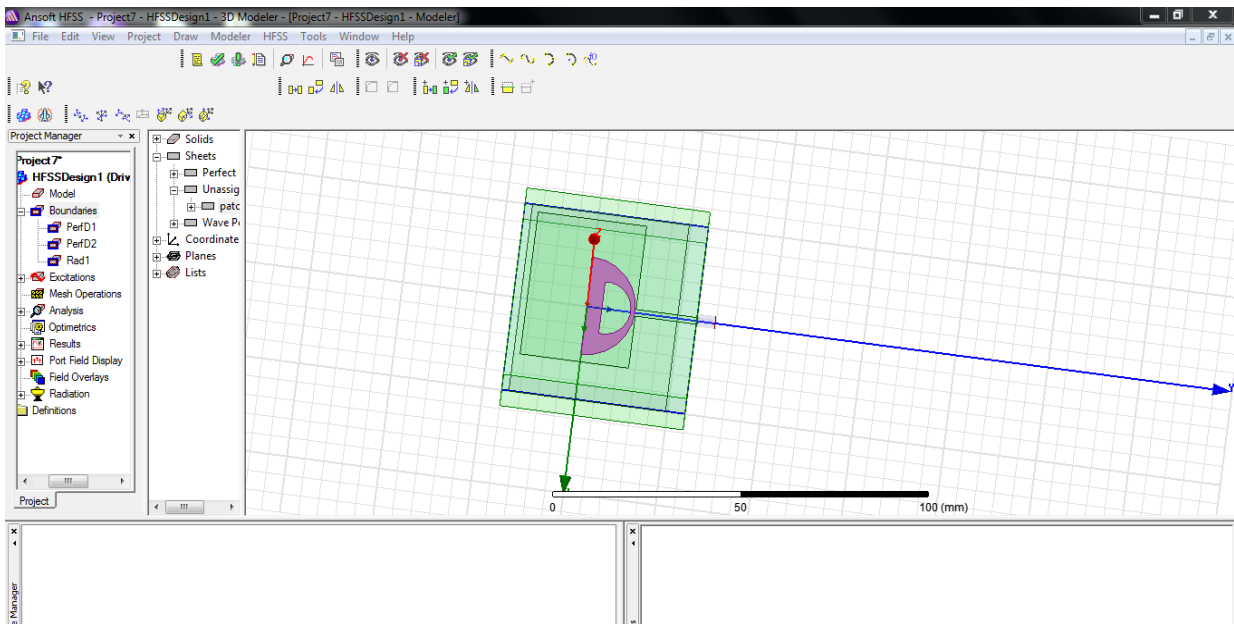 Ansoft HFSS - Project7 - HFSSDesign1 - 3D Modeler - [Project7 - HFSSDesign1 - Modeler]
File Edit View Project Draw Modeler HFSS Tools Window Help
Project Manager
Project7*
HFSSDesign1 (Driv
Model
Boundaries
PerfD1
PerfD2
Rad1
Excitations
Mesh Operations
Analysis
Optimetrics
Results
Port Field Display
Field Overlays
Radiation
Definitions
Project
Solids
Sheets
Perfect
Unassig
patc
Wave P
Coordinate
Planes
Lists
Z
Y
0 50 100 (mm)
e Manager